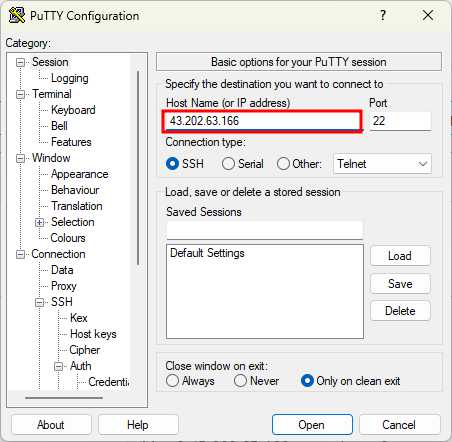 PuTTY Configuration
Category:
Session
Logging
Terminal
Keyboard
Bell
Features
Window
Appearance
Behaviour
Translation
Selection
Colours
Connection
Data
Proxy
SSH
Kex
Host keys
Cipher
Auth
Credentia
Basic options for your PuTTY session
Specify the destination you want to connect to
Host Name (or IP address) Port
43.202.63.166 22
Connection type:
SSH Serial Other: Telnet
Load, save or delete a stored session
Saved Sessions
Default Settings
Load
Save
Delete
Close window on exit:
Always Never Only on clean exit
About Help Open Cancel